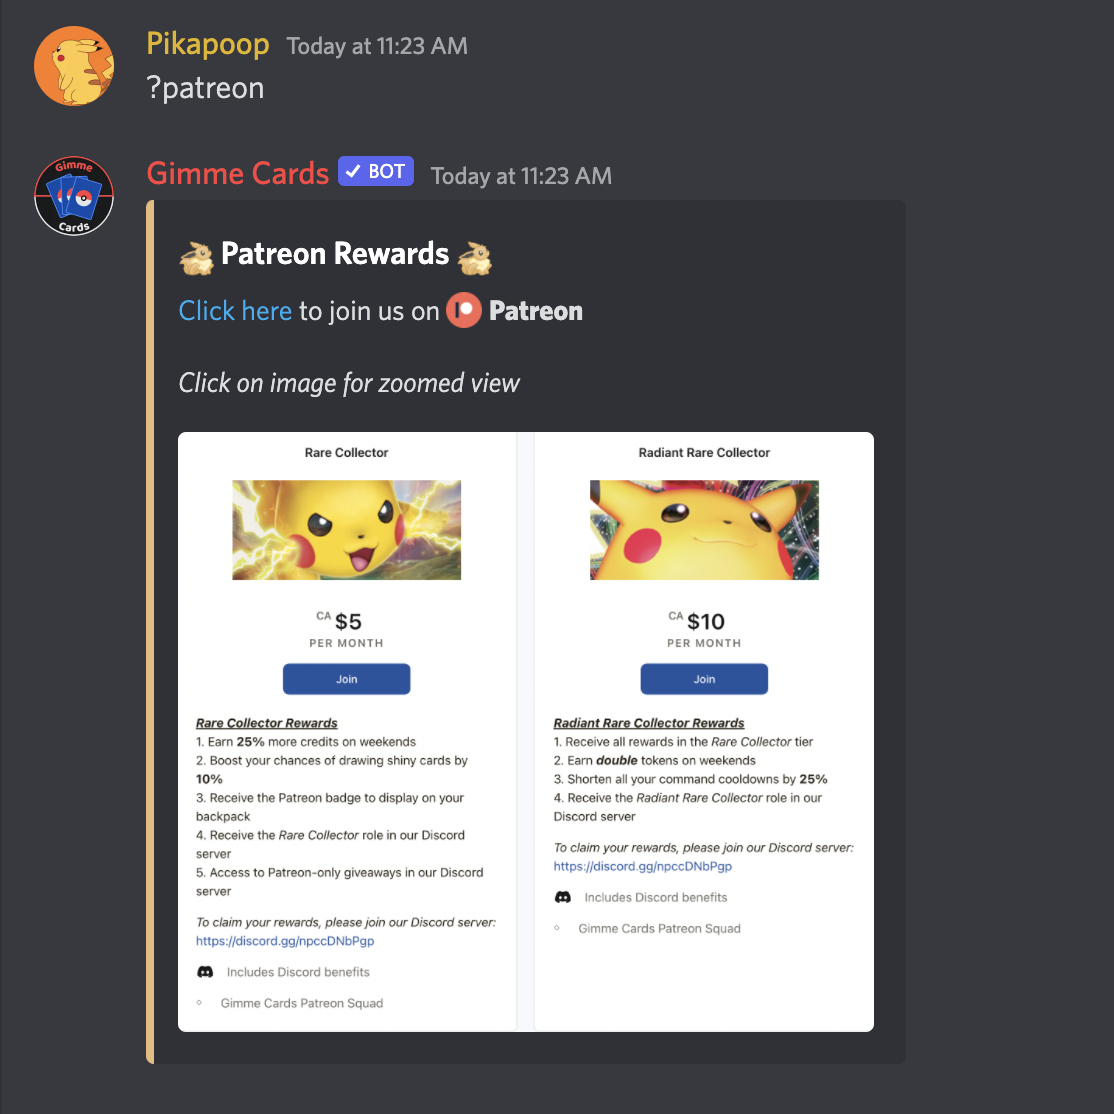 Pikapoop Today at 11:23 AM
?patreon
Gimme
Cards
Gimme Cards BOT Today at 11:23 AM
Patreon Rewards
Click here to join us on Patreon
Click on image for zoomed view
Rare Collector
CA $5
PER MONTH
Join
Rare Collector Rewards
1. Earn 25% more credits on weekends
2. Boost your chances of drawing shiny cards by
10%
3. Receive the Patreon badge to display on your
backpack
4. Receive the Rare Collector role in our Discord
server
5. Access to Patreon-only giveaways in our Discord
server
To claim your rewards, please join our Discord server:
https://discord.gg/npccDNbPgp
Includes Discord benefits
Gimme Cards Patreon Squad
Radiant Rare Collector
CA $10
PER MONTH
Join
Radiant Rare Collector Rewards
1. Receive all rewards in the Rare Collector tier
2. Earn double tokens on weekends
3. Shorten all your command cooldowns by 25%
4. Receive the Radiant Rare Collector role in our
Discord server
To claim your rewards, please join our Discord server:
https://discord.gg/npccDNbPgp
Includes Discord benefits
Gimme Cards Patreon Squad